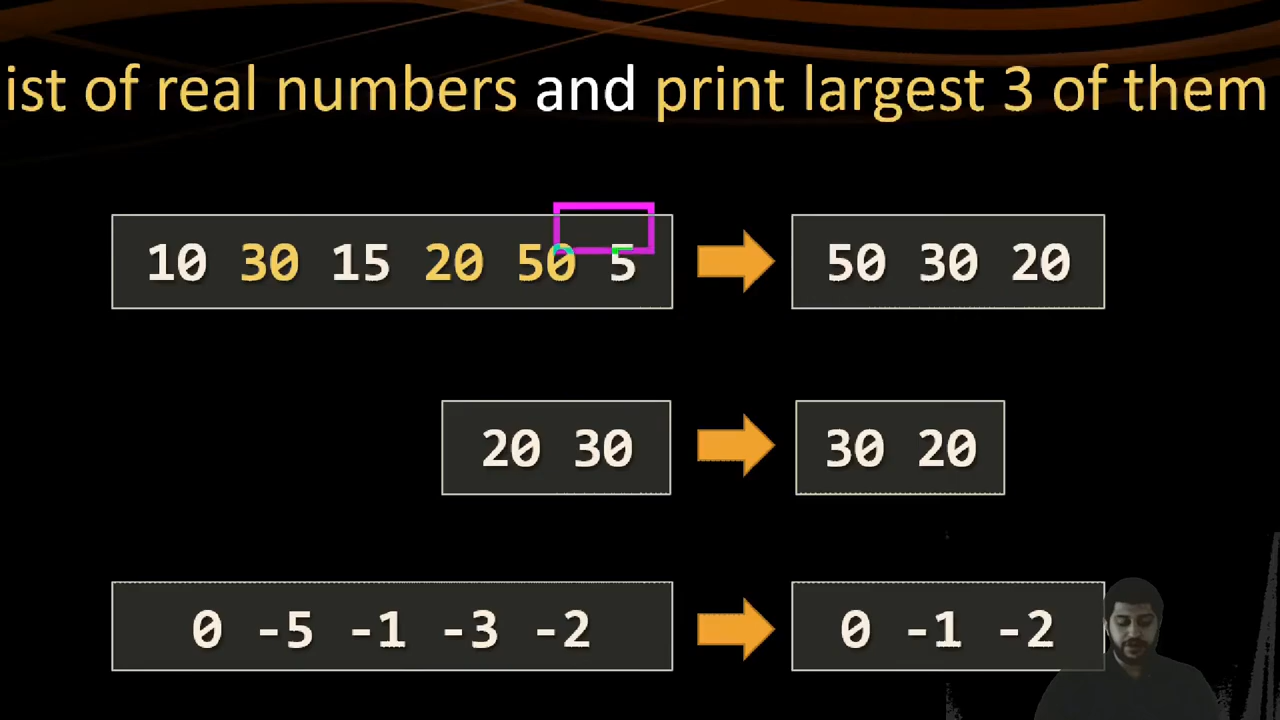 ist of real numbers and print largest 3 of them
10 30 15 20 50 5
50 30 20
20 30
30 20
0 -5 -1 -3 -2
0 -1 -2